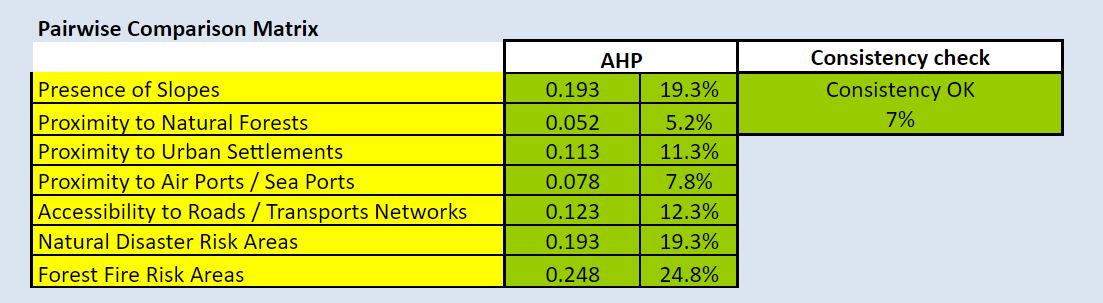 Pairwise Comparison Matrix
AHP Consistency check
Presence of Slopes 0.193 19.3% Consistency OK
Proximity to Natural Forests 0.052 5.2% 7%
Proximity to Urban Settlements 0.113 11.3%
Proximity to Air Ports / Sea Ports 0.078 7.8%
Accessibility to Roads / Transports Networks 0.123 12.3%
Natural Disaster Risk Areas 0.193 19.3%
Forest Fire Risk Areas 0.248 24.8%